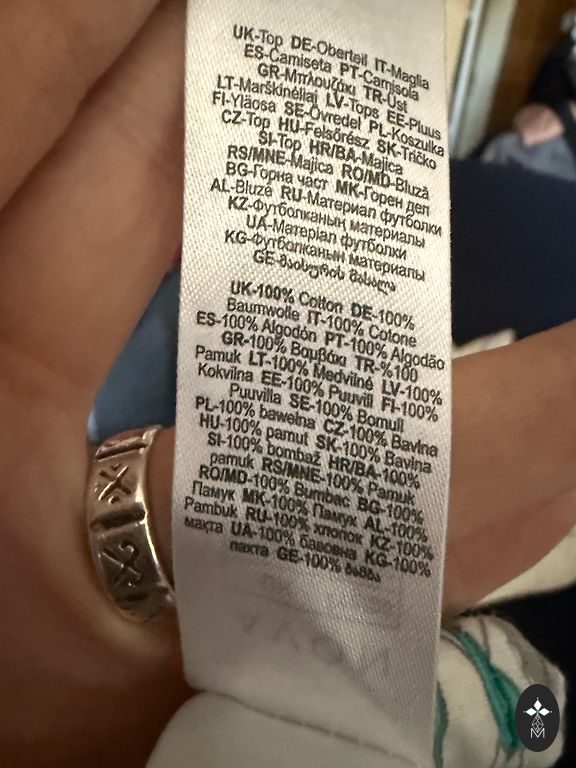 UK-Top DE-Oberteil IT-Maglia
ES-Camiseta PT-Camisola
GR-Μπλουζάκι TR-Üst
LT-Marškinėliai LV-Tops EE-Pluus
FI-Yläosa SE-Överdel PL-Koszulka
CZ-Top HU-Felsőrész SK-Tričko
SI-Top HR/BA-Majica
RS/MNE-Majica RO/MD-Bluză
BG-Горна част MK-Горен дел
AL-Bluzë RU-Материал футболки
KZ-Футболканың материалы
UA-Матеріал футболки
KG-Футболканын материалы
GE-მაისურის მასალა
UK-100% Cotton DE-100%
Baumwolle IT-100% Cotone
ES-100% Algodón PT-100% Algodão
GR-100% Βαμβάκι TR-%100
Pamuk LT-100% Medvilnė LV-100%
Kokvilna EE-100% Puuvill FI-100%
Puuvilla SE-100% Bomull
PL-100% bawełna CZ-100% Bavlna
HU-100% pamut SK-100% Bavlna
SI-100% bombaž HR/BA-100%
pamuk RS/MNE-100% Pamuk
RO/MD-100% Bumbac BG-100%
Памук MK-100% Памук AL-100%
Pambuk RU-100% хлопок KZ-100%
мақта UA-100% бавовна KG-100%
пахта GE-100% ბამბა